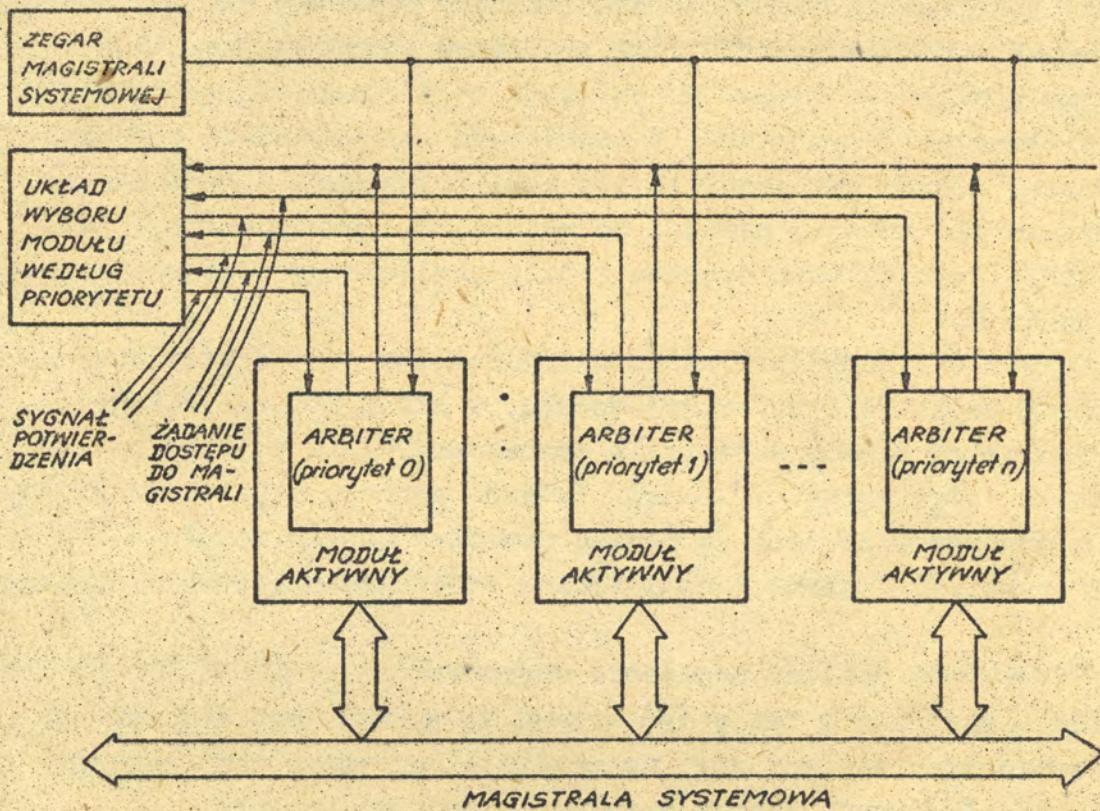 ZEGAR
MAGISTRALI
SYSTEMOWEJ
UKŁAD
WYBORU
MODUŁU
WEDŁUG
PRIORYTETU
SYGNAŁ
POTWIER-
DZENIA
ŻĄDANIE
DOSTĘPU
DO MA-
GISTRALI
ARBITER
(priorytet 0)
MODUŁ
AKTYWNY
ARBITER
(priorytet 1)
MODUŁ
AKTYWNY
ARBITER
(priorytet n)
MODUŁ
AKTYWNY
MAGISTRALA SYSTEMOWA